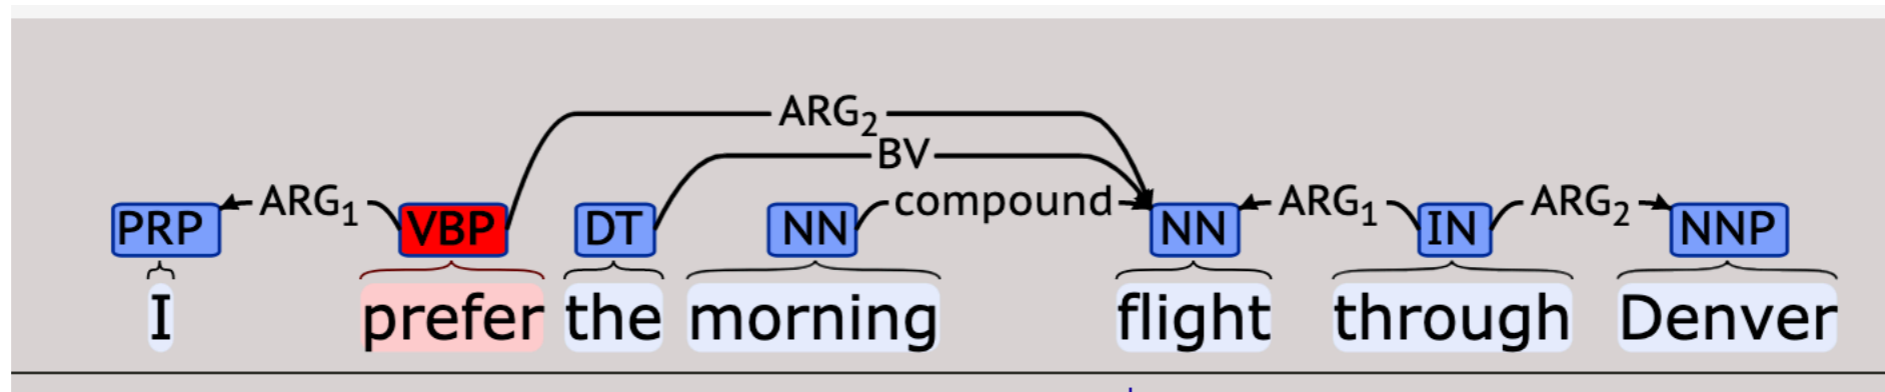 ARG2
BV
PRP ARG1 VBP DT NN compound NN ARG1 IN ARG2 NNP
I prefer the morning flight through Denver